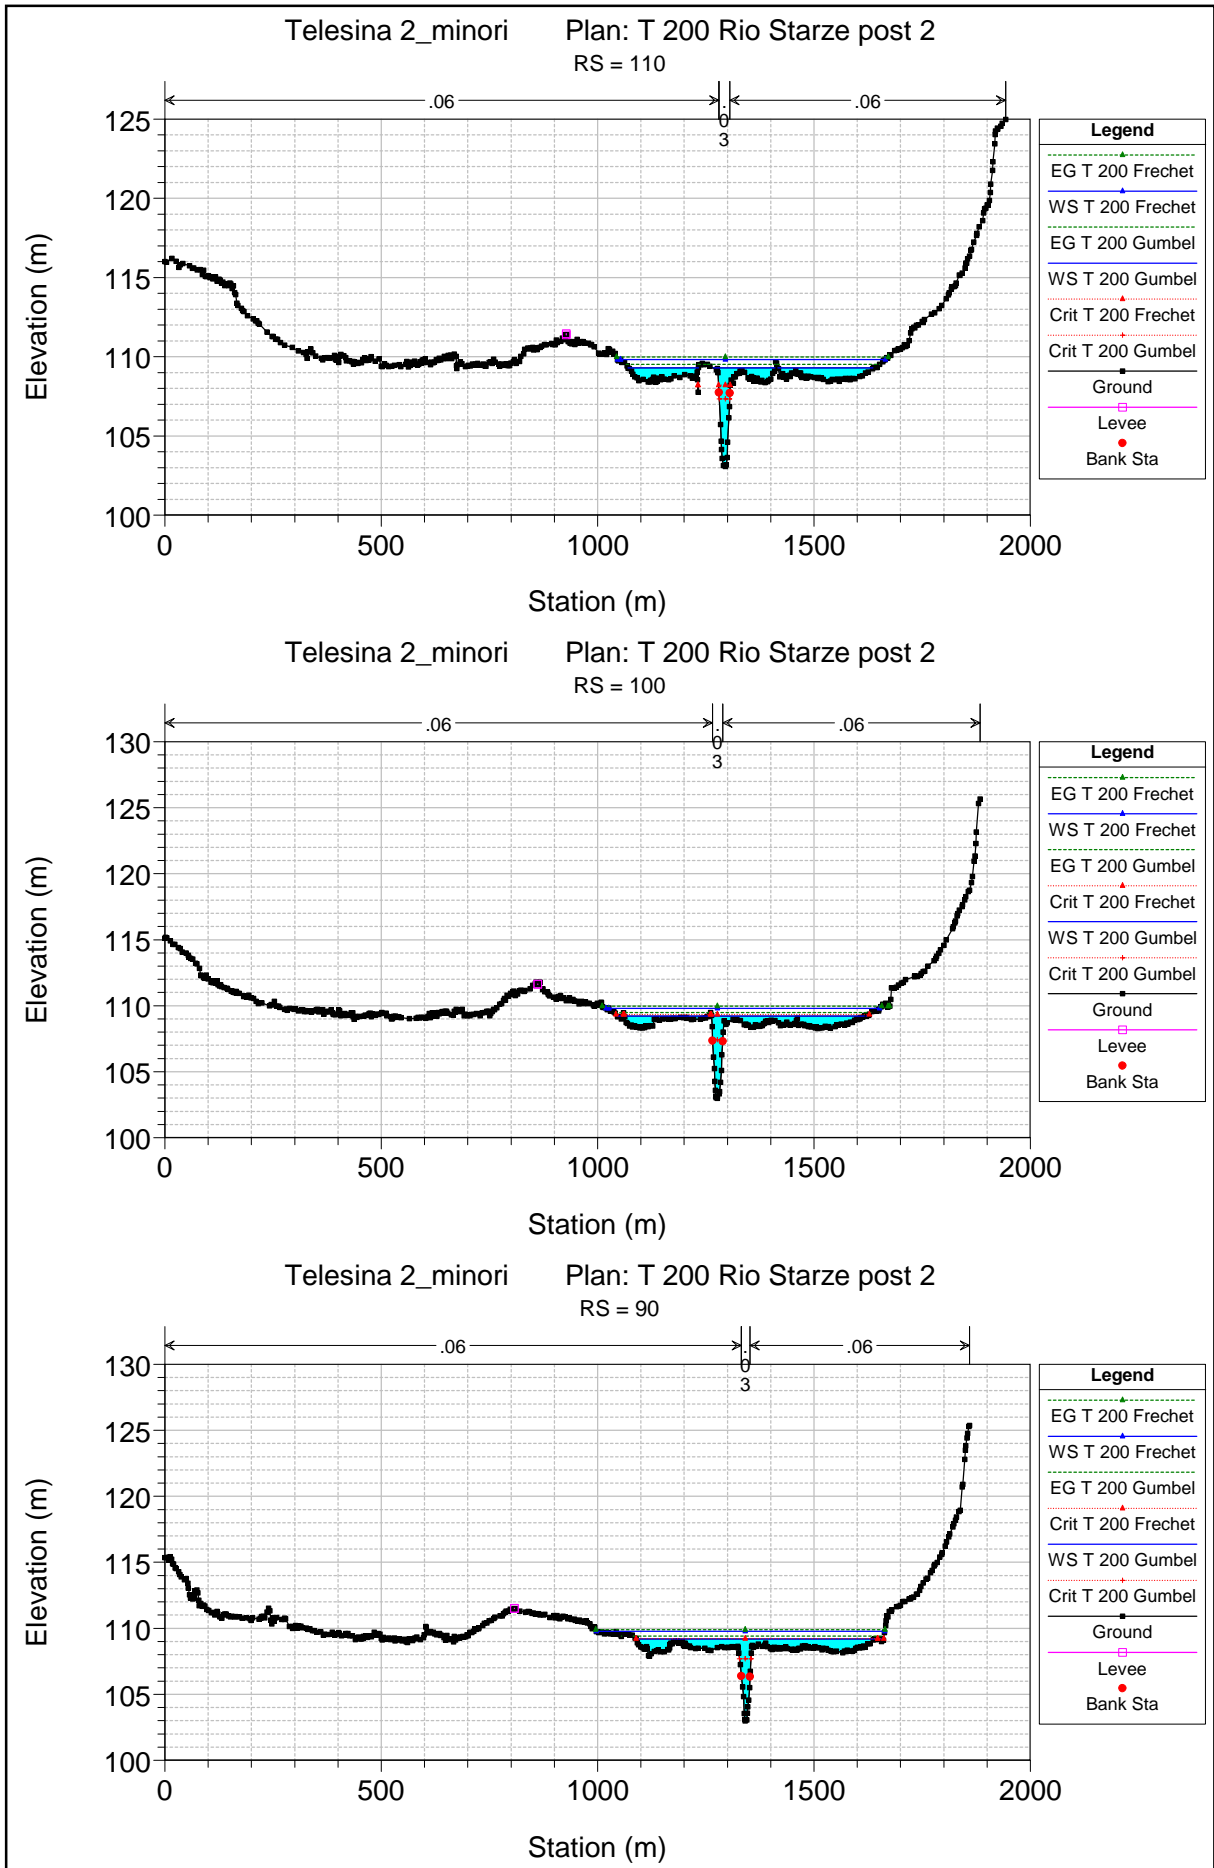 Telesina 2_minori Plan: T 200 Rio Starze post 2
RS = 110
.06 .03 .06
125
120
115
110
105
100
0 500 1000 1500 2000
Elevation (m)
Station (m)
Legend
EG T 200 Frechet
WS T 200 Frechet
EG T 200 Gumbel
WS T 200 Gumbel
Crit T 200 Frechet
Crit T 200 Gumbel
Ground
Levee
Bank Sta
Telesina 2_minori Plan: T 200 Rio Starze post 2
RS = 100
.06 .03 .06
130
125
120
115
110
105
100
0 500 1000 1500 2000
Elevation (m)
Station (m)
Legend
EG T 200 Frechet
WS T 200 Frechet
EG T 200 Gumbel
Crit T 200 Frechet
WS T 200 Gumbel
Crit T 200 Gumbel
Ground
Levee
Bank Sta
Telesina 2_minori Plan: T 200 Rio Starze post 2
RS = 90
.06 .03 .06
130
125
120
115
110
105
100
0 500 1000 1500 2000
Elevation (m)
Station (m)
Legend
EG T 200 Frechet
WS T 200 Frechet
EG T 200 Gumbel
Crit T 200 Frechet
WS T 200 Gumbel
Crit T 200 Gumbel
Ground
Levee
Bank Sta